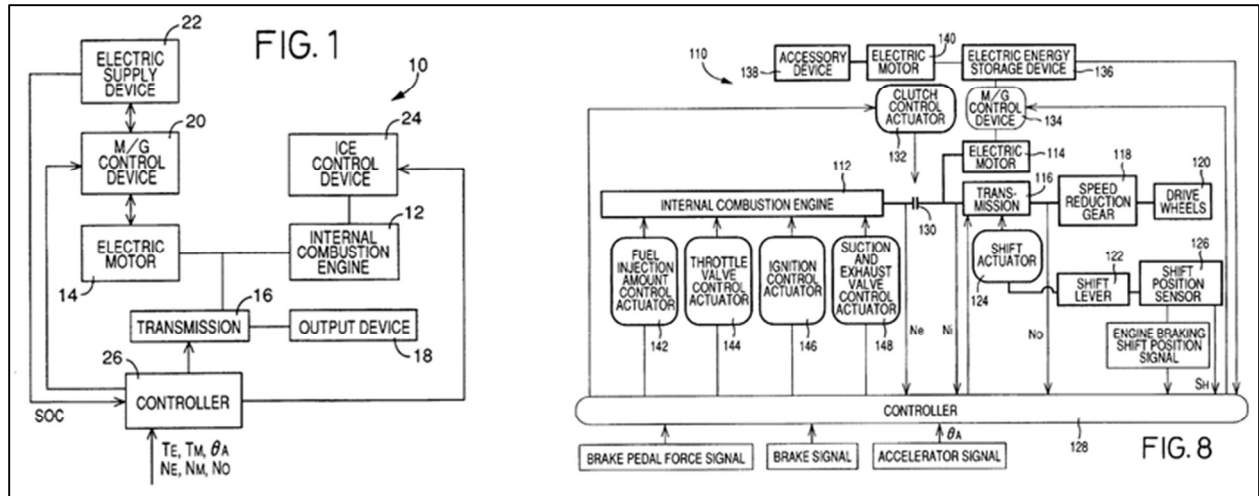 FIG. 1
22
ELECTRIC
SUPPLY
DEVICE
10
20
M/G
CONTROL
DEVICE
24
ICE
CONTROL
DEVICE
12
ELECTRIC
MOTOR
14
INTERNAL
COMBUSTION
ENGINE
16
TRANSMISSION
OUTPUT DEVICE
18
26
CONTROLLER
SOC
TE, TM, θA
NE, NM, NO
110
138
ACCESSORY
DEVICE
ELECTRIC
MOTOR
140
ELECTRIC ENERGY
STORAGE DEVICE
136
CLUTCH
CONTROL
ACTUATOR
132
M/G
CONTROL
DEVICE
134
ELECTRIC
MOTOR
114
112
INTERNAL COMBUSTION ENGINE
130
TRANS-
MISSION
116
118
SPEED
REDUCTION
GEAR
120
DRIVE
WHEELS
FUEL
INJECTION
AMOUNT CONTROL
ACTUATOR
142
THROTTLE
VALVE
CONTROL
ACTUATOR
144
IGNITION
CONTROL
ACTUATOR
146
SUCTION
AND
EXHAUST
VALVE
CONTROL
ACTUATOR
148
SHIFT
ACTUATOR
124
122
SHIFT
LEVER
126
SHIFT
POSITION
SENSOR
Ne
Ni
No
ENGINE BRAKING
SHIFT POSITION
SIGNAL
SH
CONTROLLER
128
BRAKE PEDAL FORCE SIGNAL
BRAKE SIGNAL
θA
ACCELERATOR SIGNAL
FIG. 8